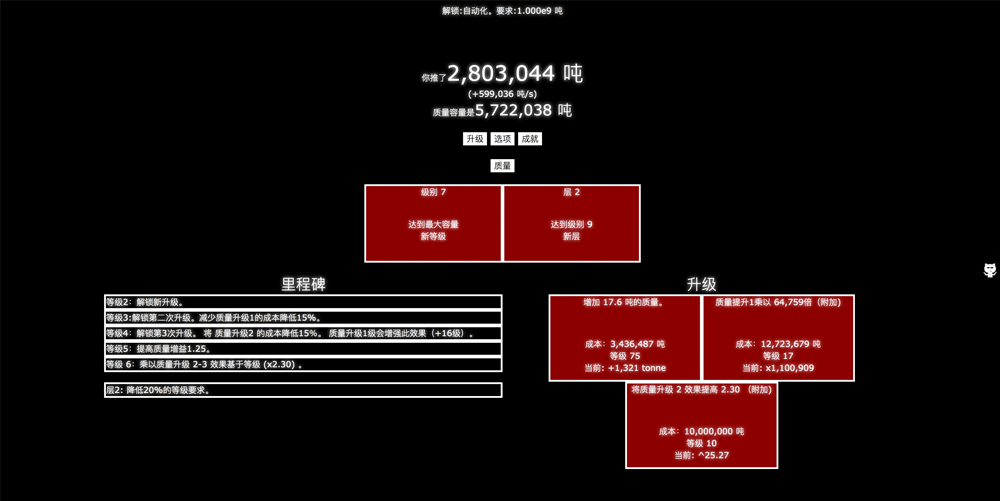 解锁:自动化。要求:1.000e9 吨
你推了2,803,044 吨
(+599,036 吨/s)
质量容量是5,722,038 吨
升级 选项 成就
质量
级别 7
达到最大容量
新等级
层 2
达到级别 9
新层
里程碑
等级2：解锁新升级。
等级3:解锁第二次升级。减少质量升级1的成本降低15%。
等级4：解锁第3次升级。 将 质量升级2 的成本降低15%。 质量升级1级会增强此效果（+16级）。
等级5：提高质量增益1.25。
等级 6：乘以质量升级 2-3 效果基于等级 (x2.30) 。
层2: 降低20%的等级要求。
升级
增加 17.6 吨的质量。
成本：3,436,487 吨
等级 75
当前: +1,321 tonne
质量提升1乘以 64,759倍（附加）
成本：12,723,679 吨
等级 17
当前: x1,100,909
将质量升级 2 效果提高 2.30 （附加）
成本：10,000,000 吨
等级 10
当前: ^25.27